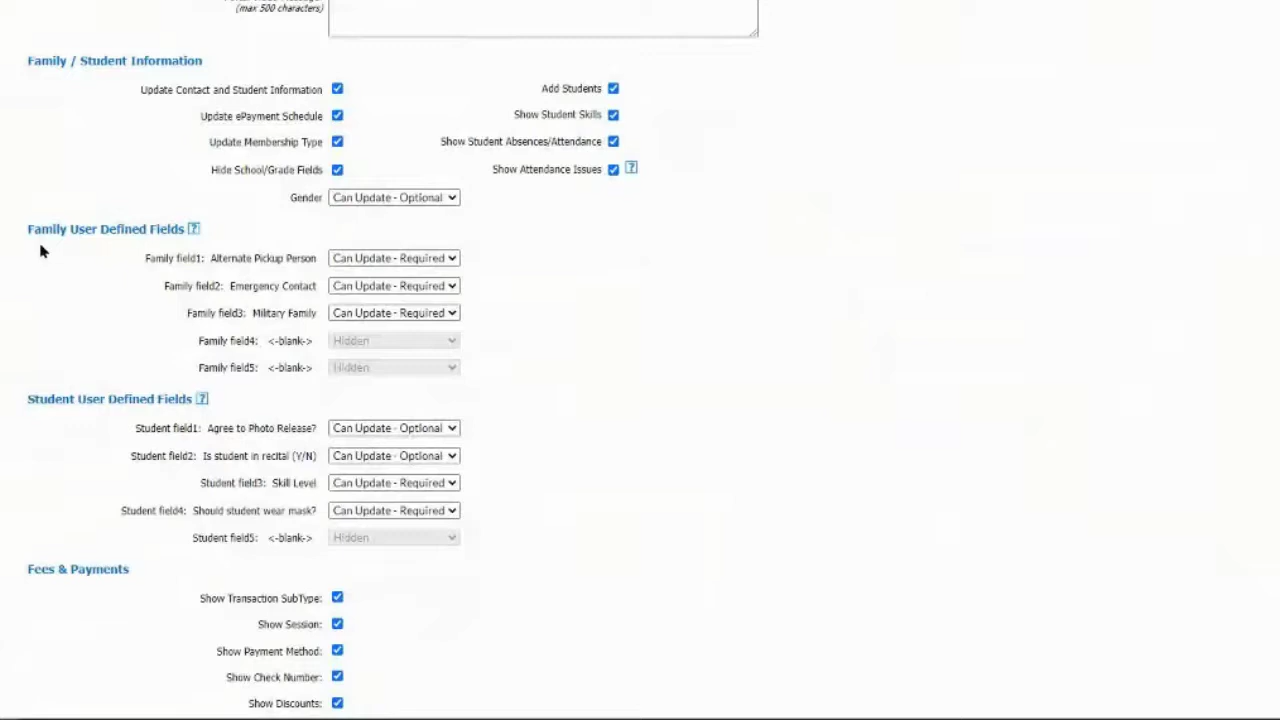 (max 500 characters)
Family / Student Information
Update Contact and Student Information
Add Students
Update ePayment Schedule
Show Student Skills
Update Membership Type
Show Student Absences/Attendance
Hide School/Grade Fields
Show Attendance Issues ?
Gender Can Update - Optional
Family User Defined Fields ?
Family field1: Alternate Pickup Person Can Update - Required
Family field2: Emergency Contact Can Update - Required
Family field3: Military Family Can Update - Required
Family field4: <-blank-> Hidden
Family field5: <-blank-> Hidden
Student User Defined Fields ?
Student field1: Agree to Photo Release? Can Update - Optional
Student field2: Is student in recital (Y/N) Can Update - Optional
Student field3: Skill Level Can Update - Required
Student field4: Should student wear mask? Can Update - Required
Student field5: <-blank-> Hidden
Fees & Payments
Show Transaction SubType:
Show Session:
Show Payment Method:
Show Check Number:
Show Discounts: